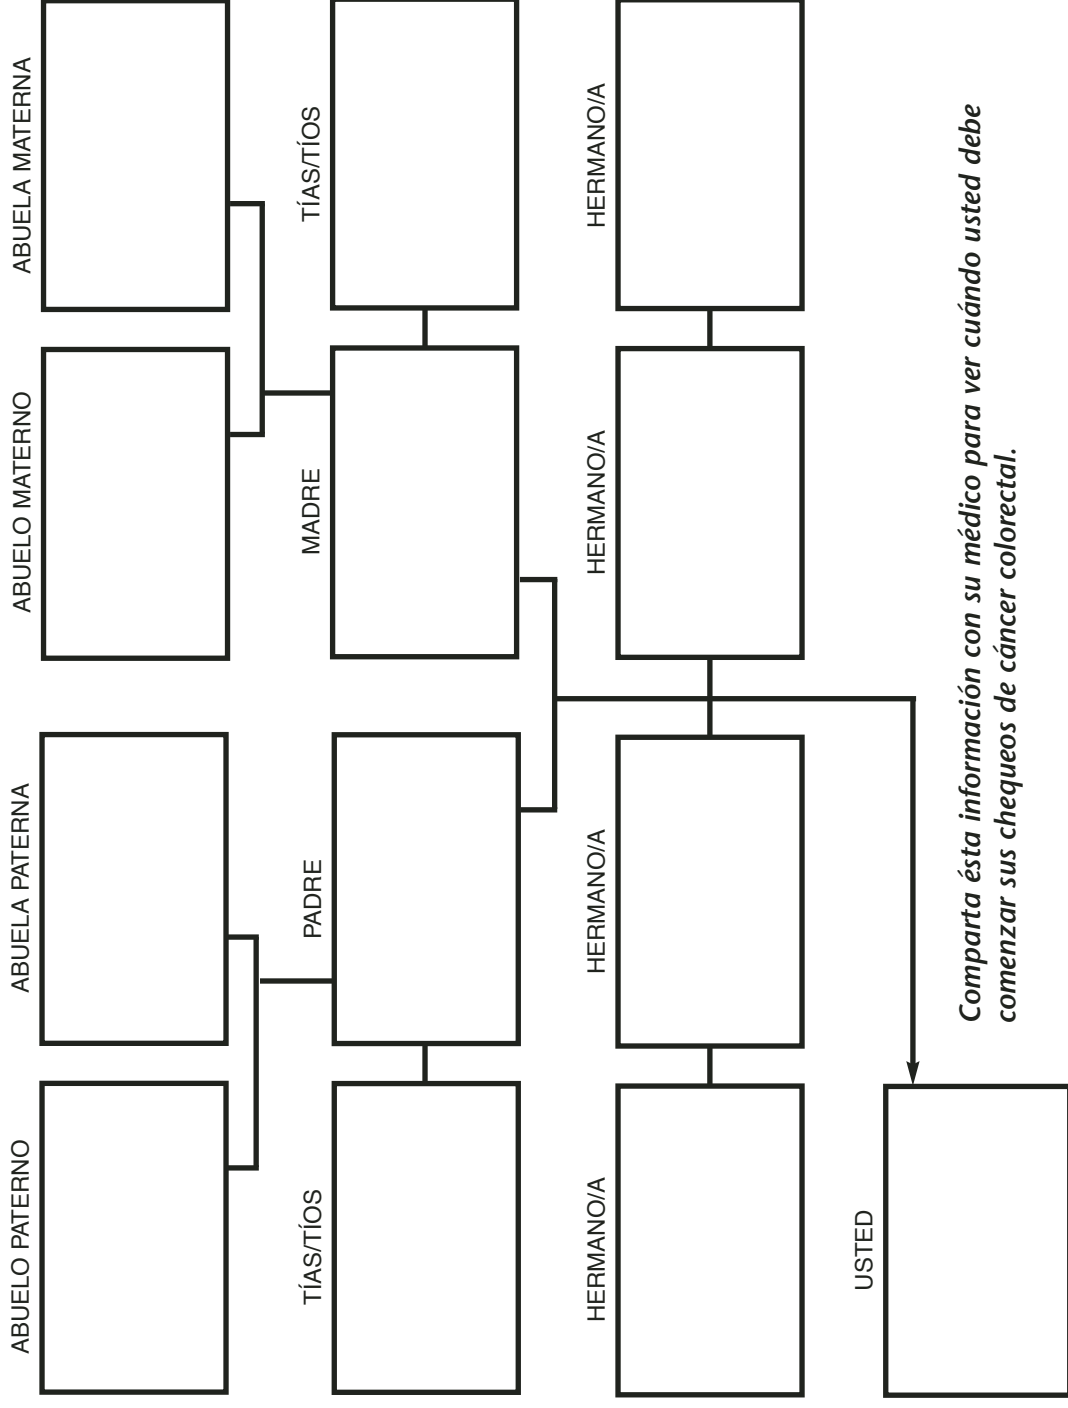 ABUELO PATERNO
ABUELA PATERNA
ABUELO MATERNO
ABUELA MATERNA
TÍAS/TÍOS
PADRE
MADRE
TÍAS/TÍOS
HERMANO/A
HERMANO/A
HERMANO/A
HERMANO/A
USTED
Comparta ésta información con su médico para ver cuándo usted debe
comenzar sus chequeos de cáncer colorectal.